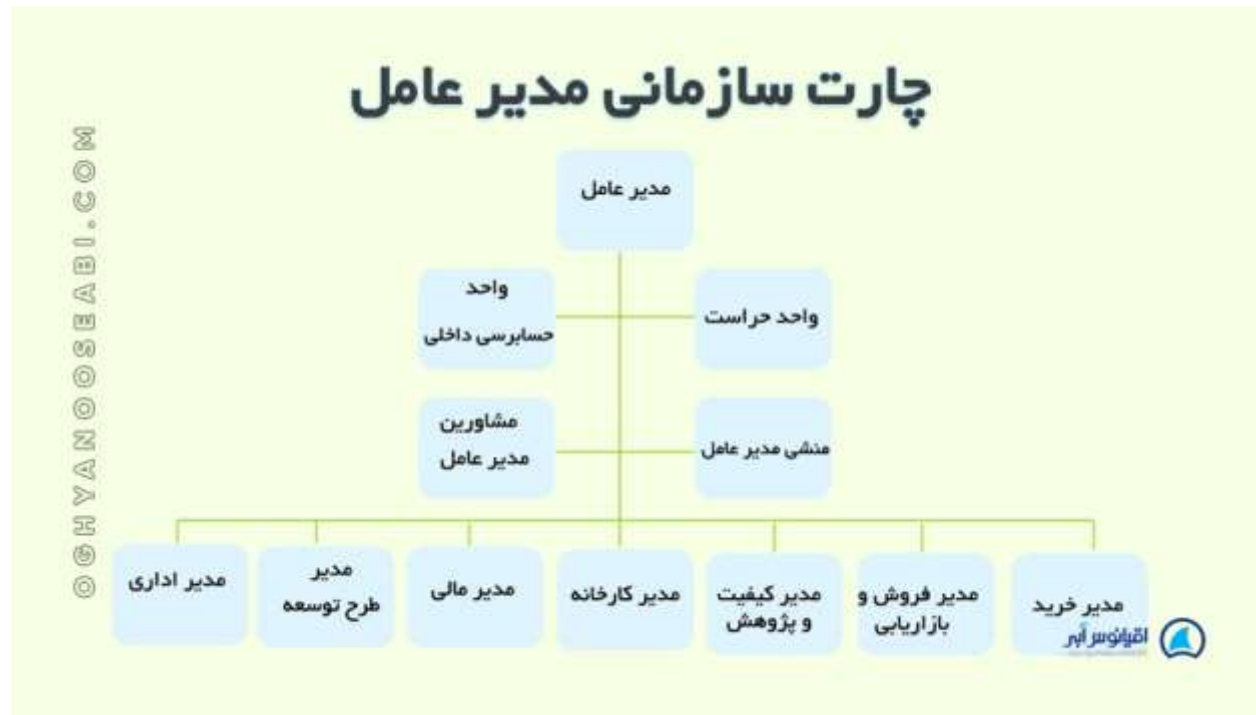 چارت سازمانی مدیر عامل
مدیر عامل
واحد حراست
واحد
حسابرسی داخلی
منشی مدیر عامل
مشاورین
مدیر عامل
مدیر خرید
مدیر فروش و
بازاریابی
مدیر کیفیت
و پژوهش
مدیر کارخانه
مدیر مالی
مدیر
طرح توسعه
مدیر اداری
اقیانوس آبی
OGHYANOOSEABI.COM